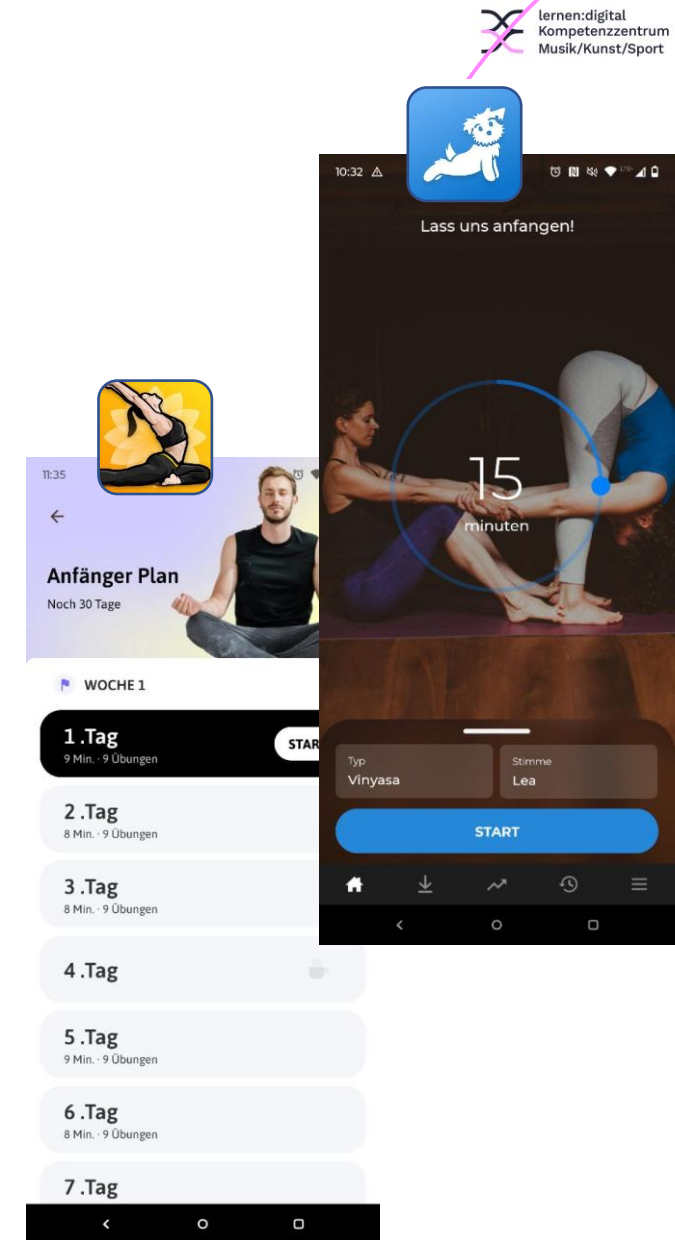 lernen:digital
Kompetenzzentrum
Musik/Kunst/Sport
10:32
Lass uns anfangen!
15
minuten
Typ
Vinyasa
Stimme
Lea
START
11:35
Anfänger Plan
Noch 30 Tage
WOCHE 1
1 .Tag
9 Min. · 9 Übungen
STAR
2 .Tag
8 Min. · 9 Übungen
3 .Tag
8 Min. · 9 Übungen
4 .Tag
5 .Tag
9 Min. · 9 Übungen
6 .Tag
8 Min. · 9 Übungen
7 .Tag